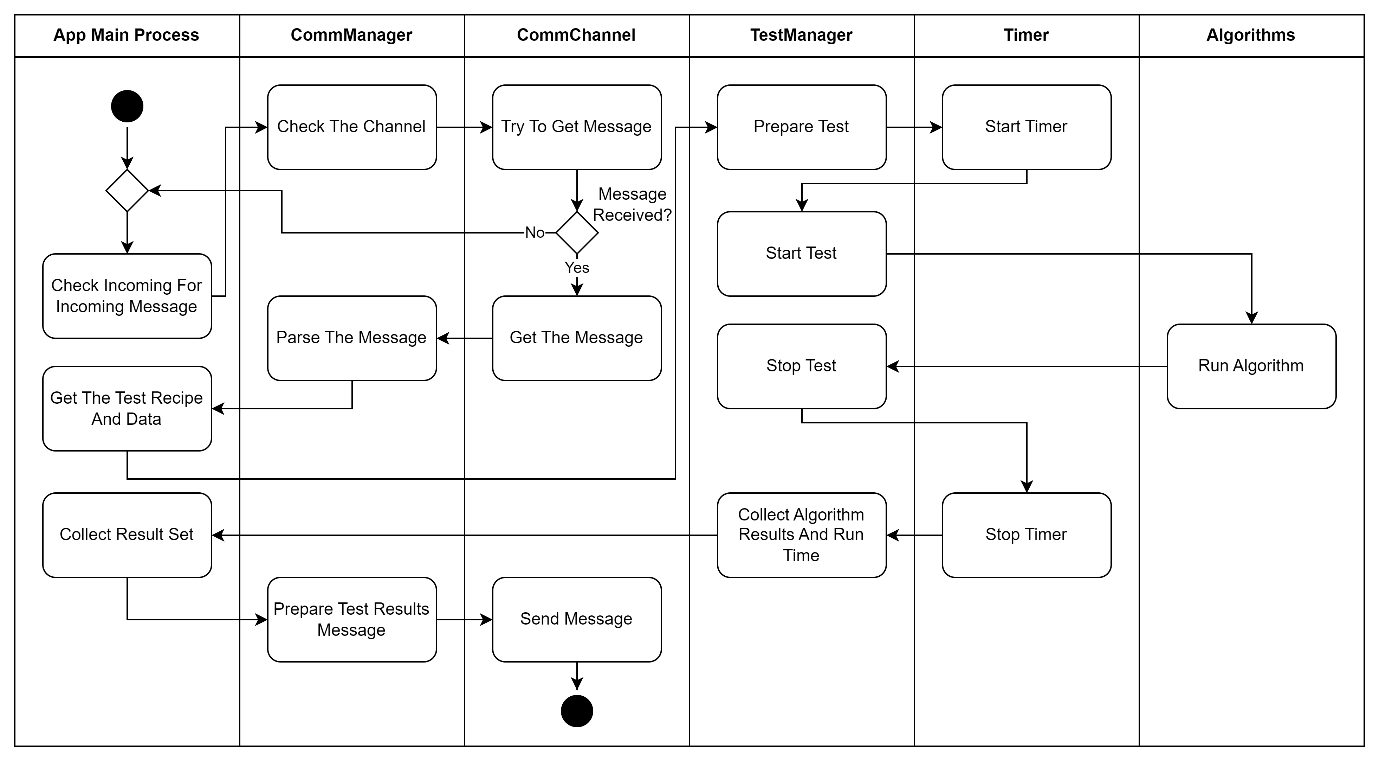 App Main Process
CommManager
CommChannel
TestManager
Timer
Algorithms
Check The Channel
Try To Get Message
Prepare Test
Start Timer
Message
Received?
No
Yes
Start Test
Check Incoming For
Incoming Message
Parse The Message
Get The Message
Stop Test
Run Algorithm
Get The Test Recipe
And Data
Collect Result Set
Collect Algorithm
Results And Run
Time
Stop Timer
Prepare Test Results
Message
Send Message